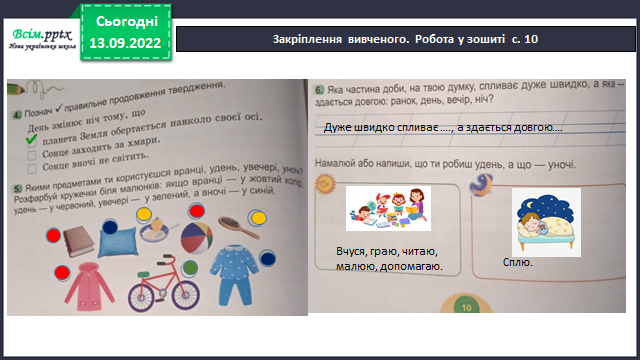 Всім.pptx
Нова українська школа
Сьогодні
13.09.2022
Закріплення вивченого. Робота у зошиті с. 10
4. Познач ✓ правильне продовження твердження.
День змінює ніч тому, що
планета Земля обертається навколо своєї осі.
Сонце заходить за хмари.
Сонце вночі не світить.
5. Якими предметами ти користуєшся вранці, удень, увечері, уночі?
Розфарбуй кружечки біля малюнків: якщо вранці — у жовтий колір,
удень — у червоний, увечері — у зелений, а вночі — у синій.
6. Яка частина доби, на твою думку, спливає дуже швидко, а яка —
здається довгою: ранок, день, вечір, ніч?
Дуже швидко спливає ...., а здається довгою....
Намалюй або напиши, що ти робиш удень, а що — уночі.
Вчуся, граю, читаю,
малюю, допомагаю.
Сплю.
10